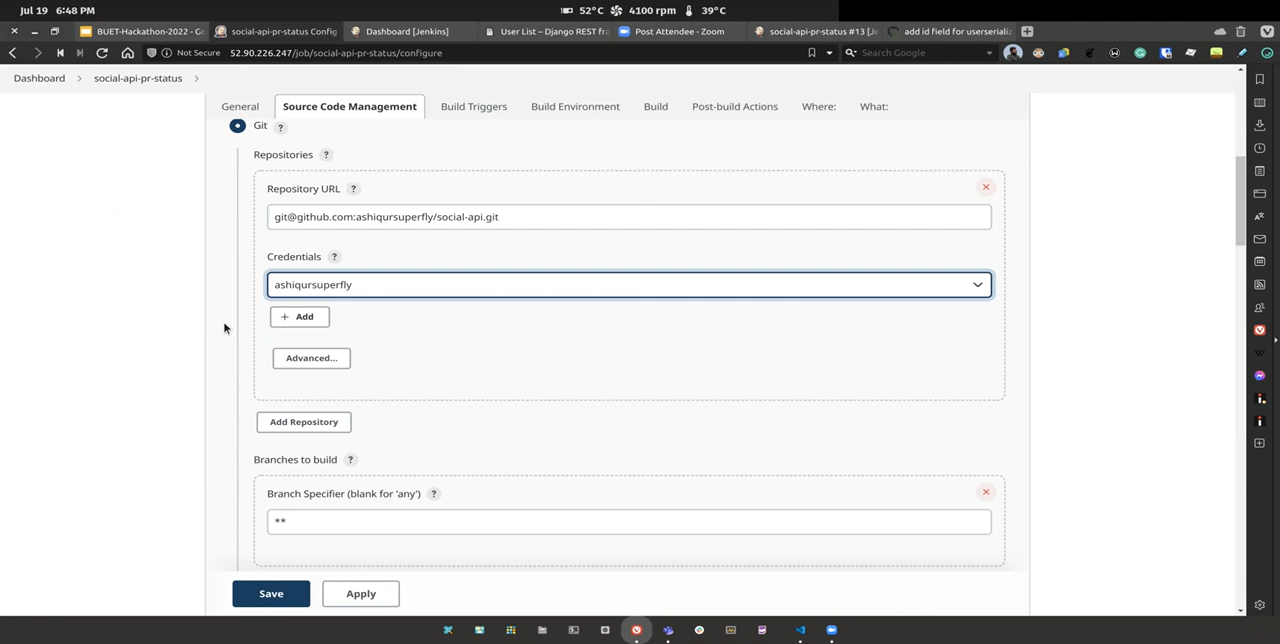 Jul 19 6:48 PM
52°C 4100 rpm 39°C
BUET-Hackathon-2022 - Go
social-api-pr-status Config
Dashboard [Jenkins]
User List – Django REST fr
Post Attendee - Zoom
social-api-pr-status #13 [Je
add id field for userserializ
Not Secure 52.90.226.247/job/social-api-pr-status/configure
Search Google
Dashboard
social-api-pr-status
General
Source Code Management
Build Triggers
Build Environment
Build
Post-build Actions
Where:
What:
Git ?
Repositories ?
Repository URL ?
git@github.com:ashiqursuperfly/social-api.git
Credentials ?
ashiqursuperfly
+ Add
Advanced...
Add Repository
Branches to build ?
Branch Specifier (blank for 'any') ?
**
Save
Apply